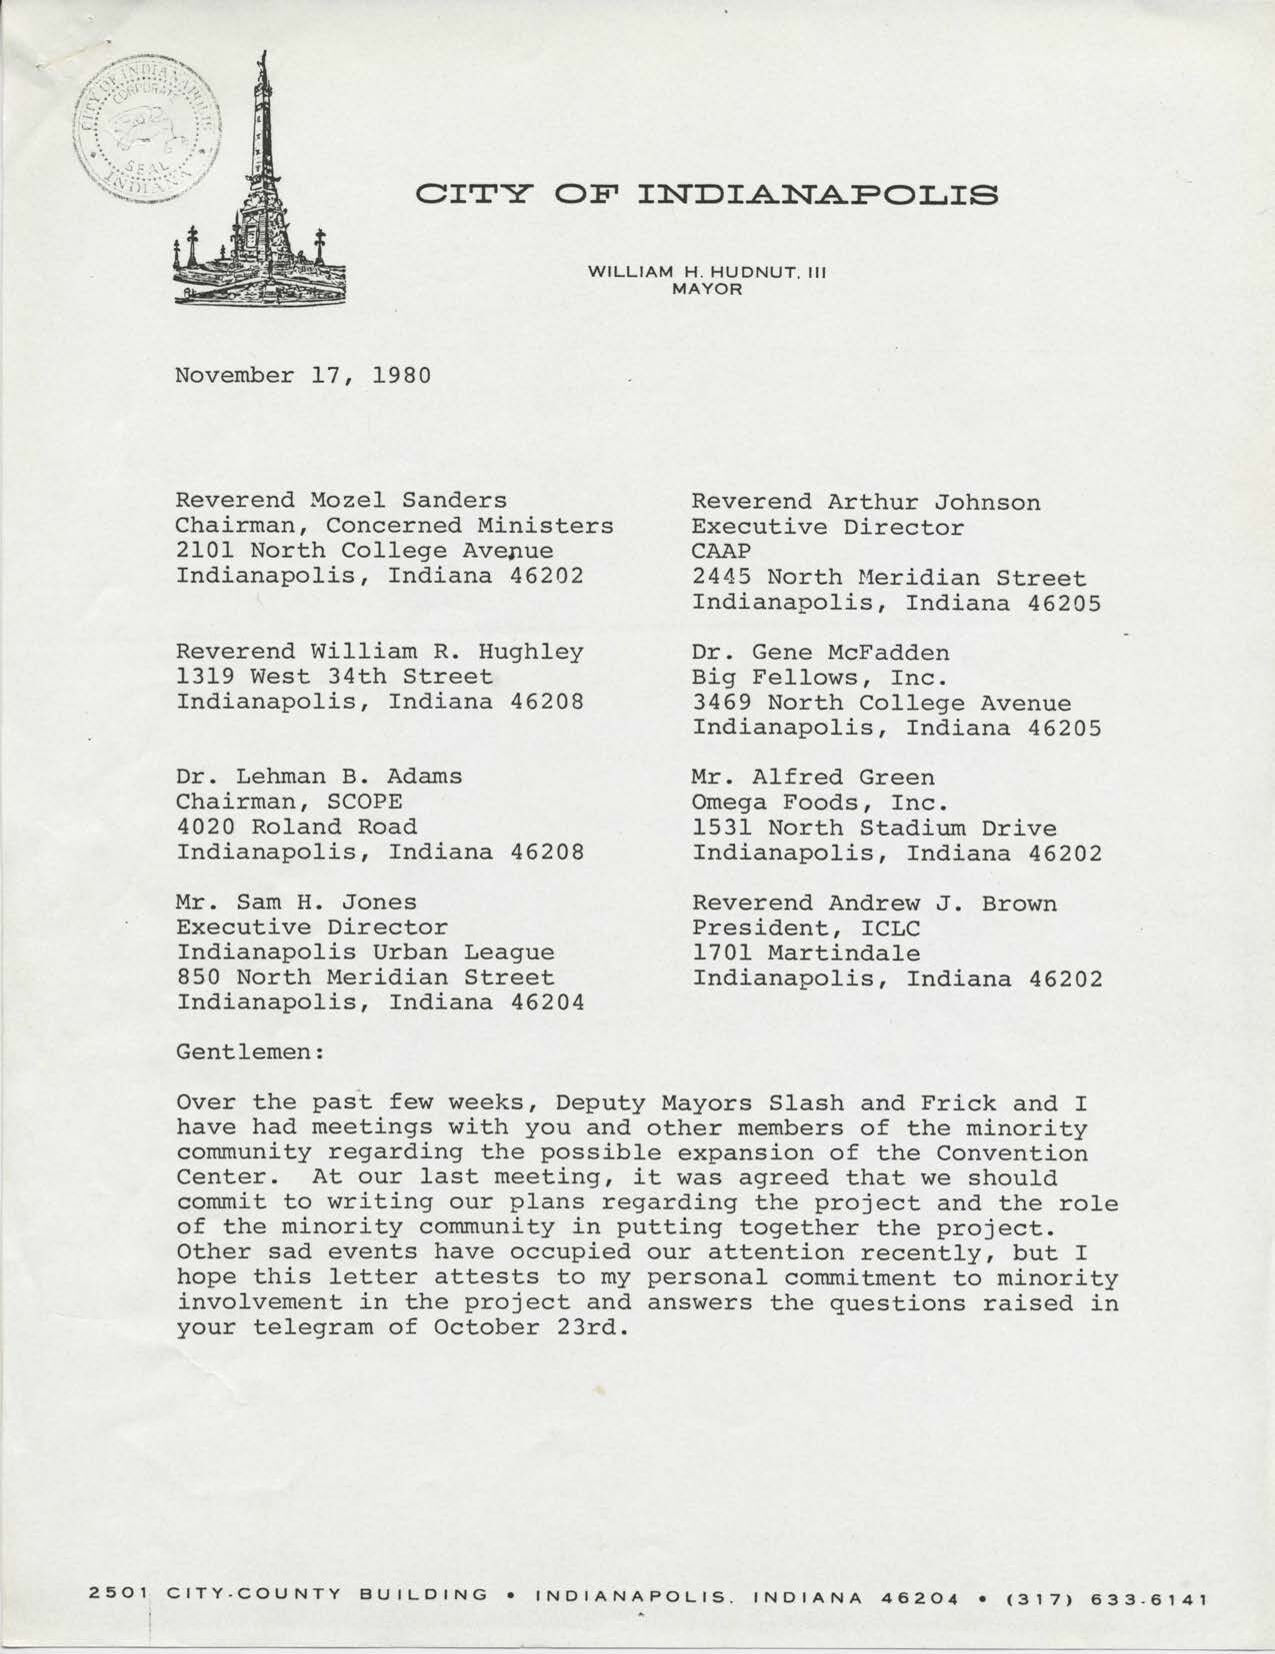 CITY OF INDIANAPOLIS
CORPORATE
SEAL
INDIANA
CITY OF INDIANAPOLIS
WILLIAM H. HUDNUT, III
MAYOR
November 17, 1980
Reverend Mozel Sanders
Chairman, Concerned Ministers
2101 North College Avenue
Indianapolis, Indiana 46202
Reverend Arthur Johnson
Executive Director
CAAP
2445 North Meridian Street
Indianapolis, Indiana 46205
Reverend William R. Hughley
1319 West 34th Street
Indianapolis, Indiana 46208
Dr. Gene McFadden
Big Fellows, Inc.
3469 North College Avenue
Indianapolis, Indiana 46205
Dr. Lehman B. Adams
Chairman, SCOPE
4020 Roland Road
Indianapolis, Indiana 46208
Mr. Alfred Green
Omega Foods, Inc.
1531 North Stadium Drive
Indianapolis, Indiana 46202
Mr. Sam H. Jones
Executive Director
Indianapolis Urban League
850 North Meridian Street
Indianapolis, Indiana 46204
Reverend Andrew J. Brown
President, ICLC
1701 Martindale
Indianapolis, Indiana 46202
Gentlemen:
Over the past few weeks, Deputy Mayors Slash and Frick and I
have had meetings with you and other members of the minority
community regarding the possible expansion of the Convention
Center. At our last meeting, it was agreed that we should
commit to writing our plans regarding the project and the role
of the minority community in putting together the project.
Other sad events have occupied our attention recently, but I
hope this letter attests to my personal commitment to minority
involvement in the project and answers the questions raised in
your telegram of October 23rd.
2501 CITY-COUNTY BUILDING • INDIANAPOLIS, INDIANA 46204 • (317) 633-6141